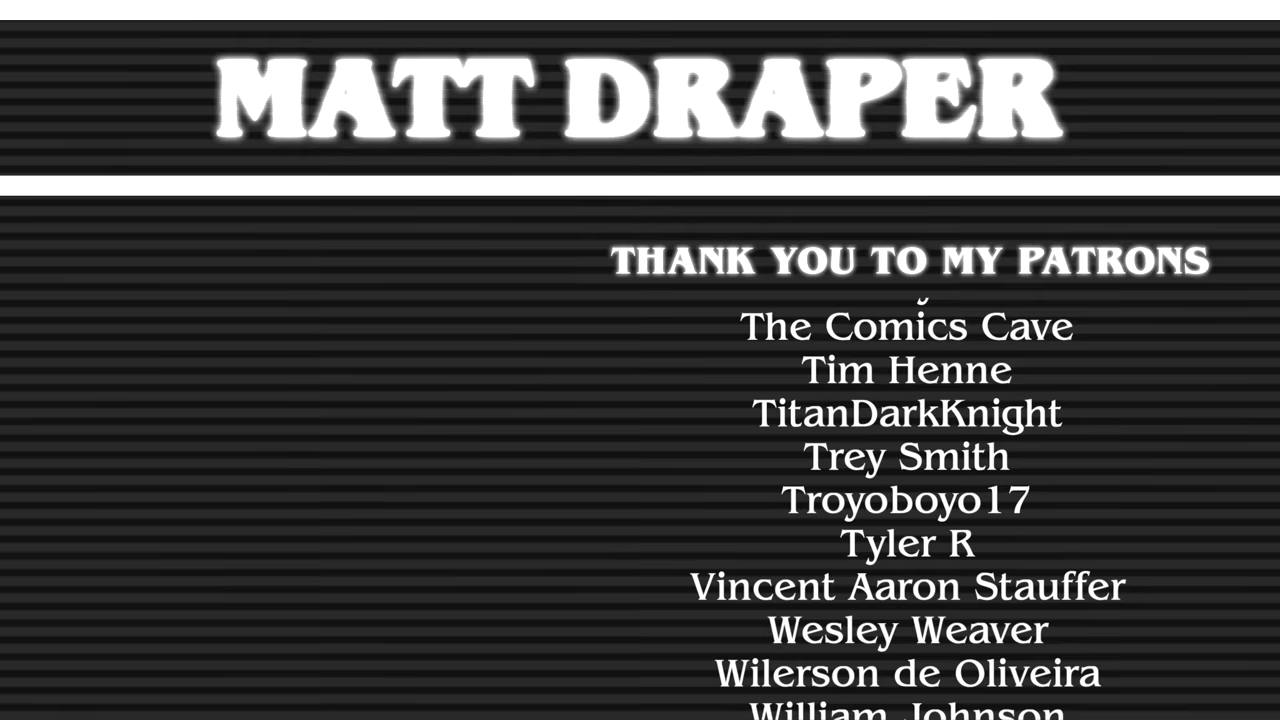 MATT DRAPER
THANK YOU TO MY PATRONS
The Comics Cave
Tim Henne
TitanDarkKnight
Trey Smith
Troyoboyo17
Tyler R
Vincent Aaron Stauffer
Wesley Weaver
Wilerson de Oliveira
William Johnson